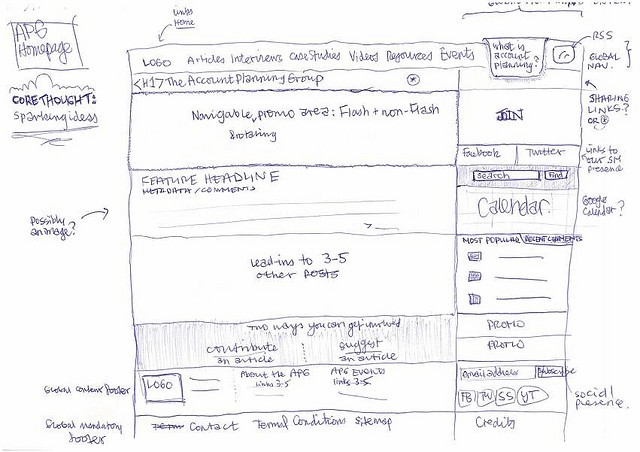 links
Home
APG
Homepage
CORE THOUGHT:
Sparking ideas
LOGO Articles Interviews Case Studies Videos Resources Events
What is
account
planning?
RSS
GLOBAL
NAV.
<H1> The Account Planning Group
SHARING
LINKS?
OR
Navigable, promo area: Flash + non-Flash
JOIN
Facebook Twitter
Links to
our SM
presence
FEATURE HEADLINE
METADATA / COMMENTS
Search Find
Calendar
Google
Calendar?
Possibly
an image?
MOST POPULAR RECENT COMMENTS
Lead-ins to 3-5
other posts
Two ways you can get involved
contribute
an article
suggest
an article
PROMO
PROMO
Global content footer
LOGO
About the APG
links 3-5
APG Events
links 3-5
Email address Subscribe
FB TW SS YT
social
presence
Global mandatory
footer
Contact Terms Conditions Sitemap
Credits